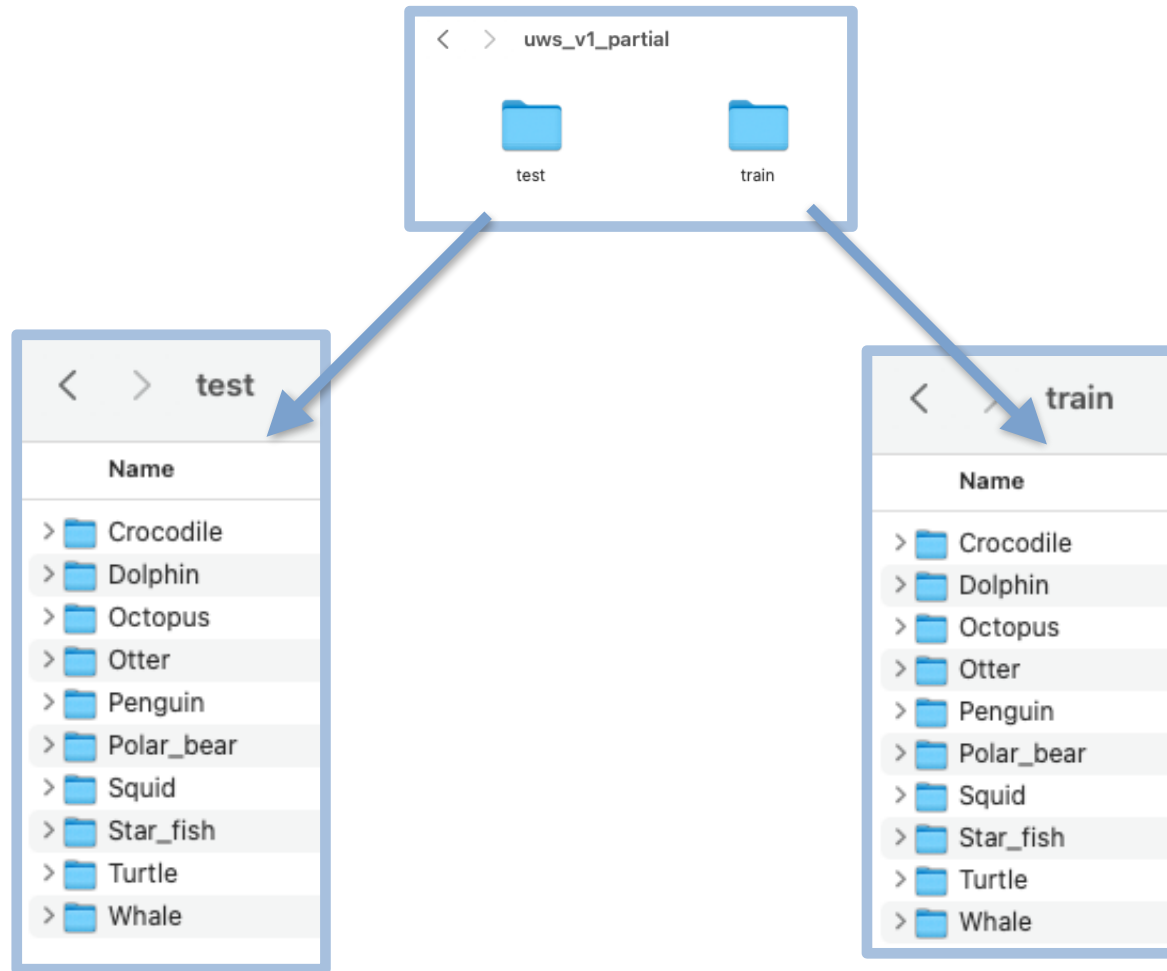 uws_v1_partial
test
train
test
Name
Crocodile
Dolphin
Octopus
Otter
Penguin
Polar_bear
Squid
Star_fish
Turtle
Whale
train
Name
Crocodile
Dolphin
Octopus
Otter
Penguin
Polar_bear
Squid
Star_fish
Turtle
Whale